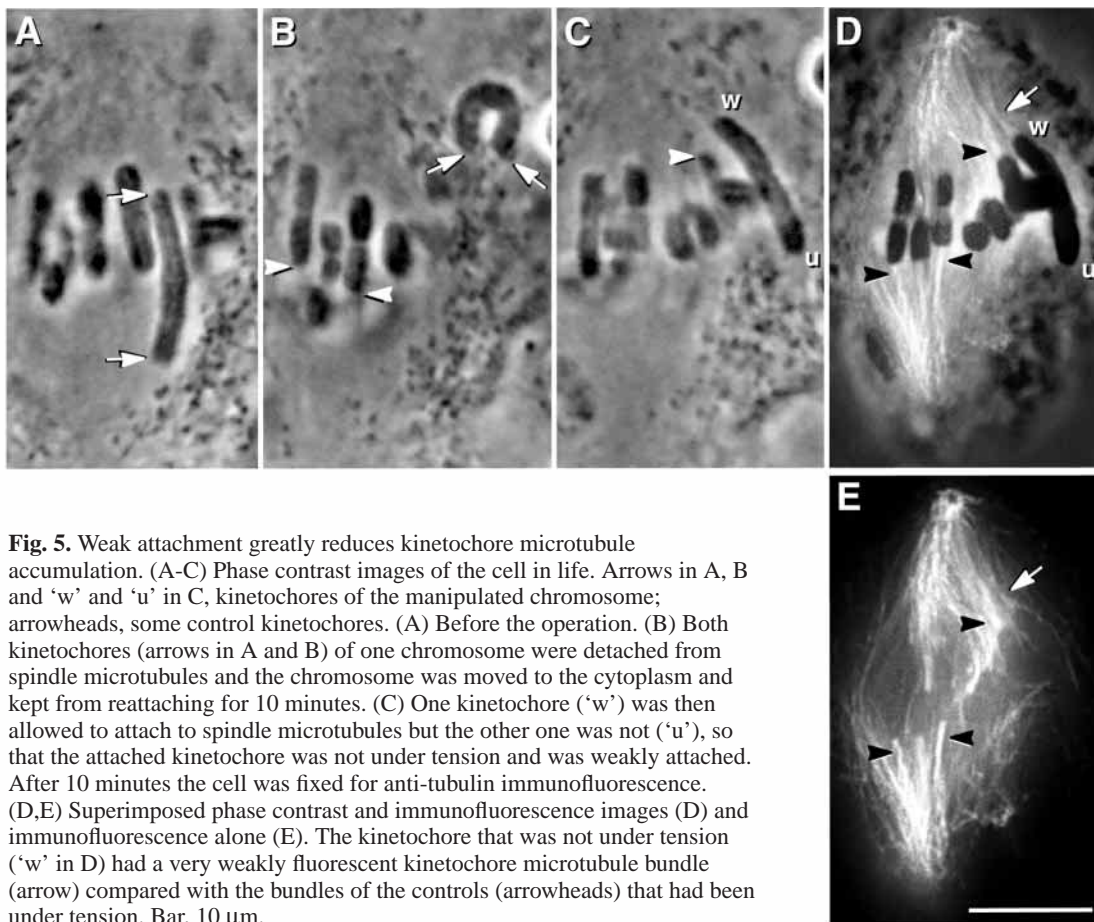 A
B
C
D
w
w
u
u
E
Fig. 5. Weak attachment greatly reduces kinetochore microtubule
accumulation. (A-C) Phase contrast images of the cell in life. Arrows in A, B
and ‘w’ and ‘u’ in C, kinetochores of the manipulated chromosome;
arrowheads, some control kinetochores. (A) Before the operation. (B) Both
kinetochores (arrows in A and B) of one chromosome were detached from
spindle microtubules and the chromosome was moved to the cytoplasm and
kept from reattaching for 10 minutes. (C) One kinetochore (‘w’) was then
allowed to attach to spindle microtubules but the other one was not (‘u’), so
that the attached kinetochore was not under tension and was weakly attached.
After 10 minutes the cell was fixed for anti-tubulin immunofluorescence.
(D,E) Superimposed phase contrast and immunofluorescence images (D) and
immunofluorescence alone (E). The kinetochore that was not under tension
(‘w’ in D) had a very weakly fluorescent kinetochore microtubule bundle
(arrow) compared with the bundles of the controls (arrowheads) that had been
under tension. Bar, 10 µm.